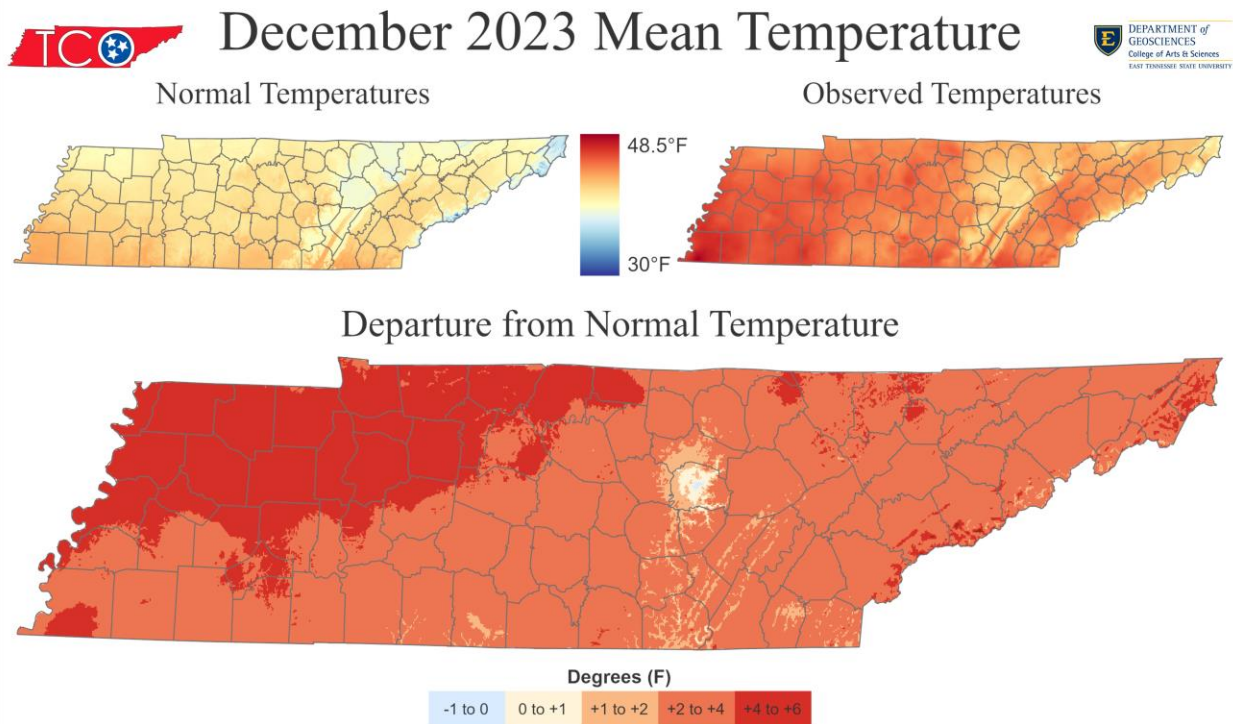 TCO
December 2023 Mean Temperature
E
DEPARTMENT of
GEOSCIENCES
College of Arts & Sciences
EAST TENNESSEE STATE UNIVERSITY
Normal Temperatures
Observed Temperatures
48.5°F
30°F
Departure from Normal Temperature
Degrees (F)
-1 to 0 0 to +1 +1 to +2 +2 to +4 +4 to +6